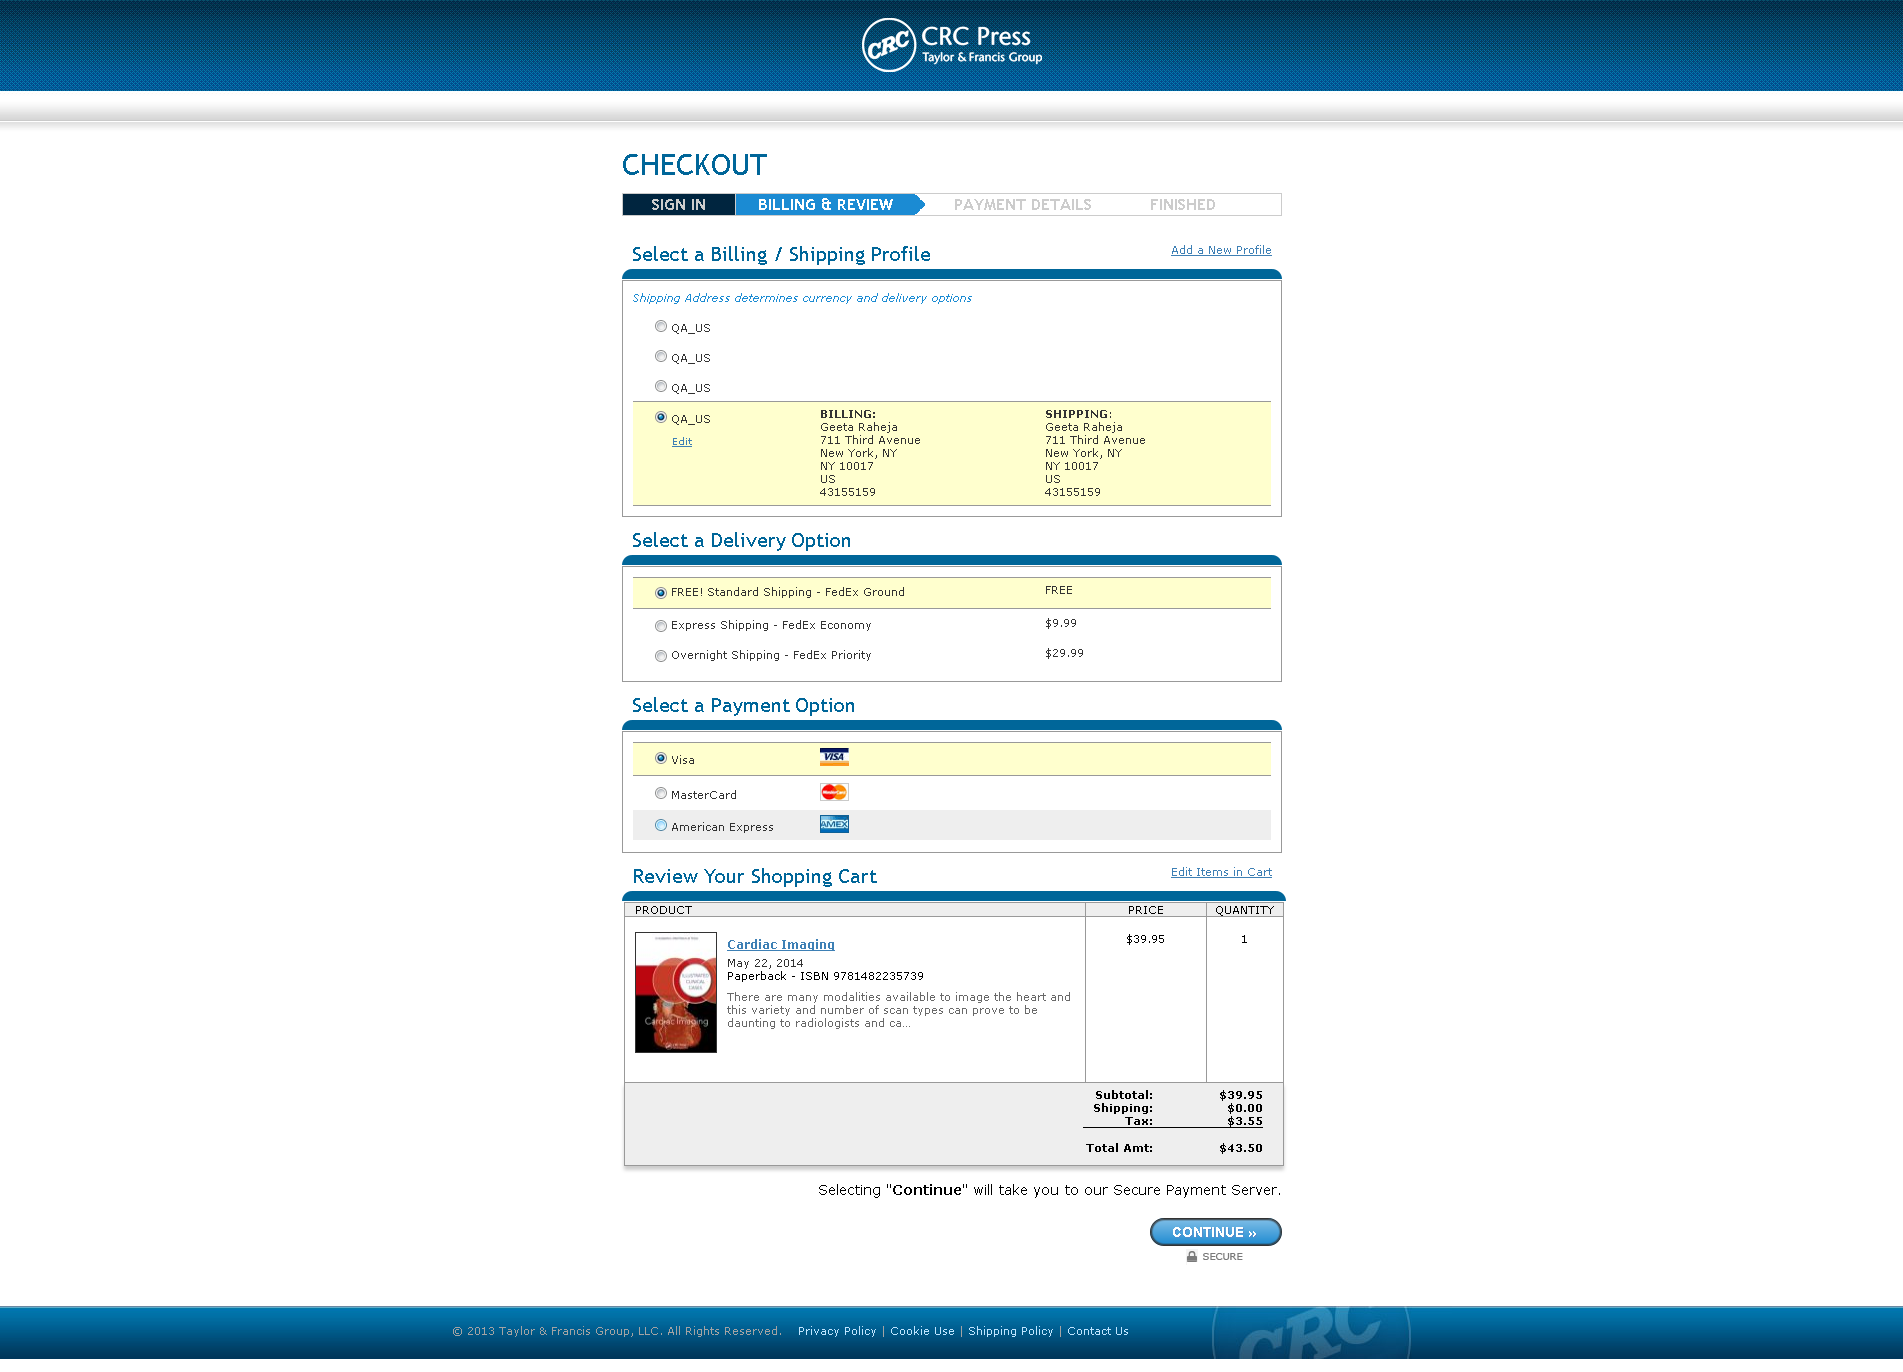 CRC CRC Press
Taylor & Francis Group
CHECKOUT
SIGN IN BILLING & REVIEW PAYMENT DETAILS FINISHED
Select a Billing / Shipping Profile Add a New Profile
Shipping Address determines currency and delivery options
QA_US
QA_US
QA_US
QA_US BILLING: SHIPPING:
Geeta Raheja Geeta Raheja
711 Third Avenue 711 Third Avenue
Edit New York, NY New York, NY
NY 10017 NY 10017
US US
43155159 43155159
Select a Delivery Option
FREE! Standard Shipping - FedEx Ground FREE
Express Shipping - FedEx Economy $9.99
Overnight Shipping - FedEx Priority $29.99
Select a Payment Option
Visa VISA
MasterCard MasterCard
American Express AMEX
Review Your Shopping Cart Edit Items in Cart
PRODUCT PRICE QUANTITY
Cardiac Imaging $39.95 1
May 22, 2014
Paperback - ISBN 9781482235739
There are many modalities available to image the heart and
this variety and number of scan types can prove to be
daunting to radiologists and ca...
ILLUSTRATED
CLINICAL
CASES
Cardiac Imaging
Subtotal: $39.95
Shipping: $0.00
Tax: $3.55
Total Amt: $43.50
Selecting "Continue" will take you to our Secure Payment Server.
CONTINUE »
SECURE
© 2013 Taylor & Francis Group, LLC. All Rights Reserved. Privacy Policy | Cookie Use | Shipping Policy | Contact Us
CRC